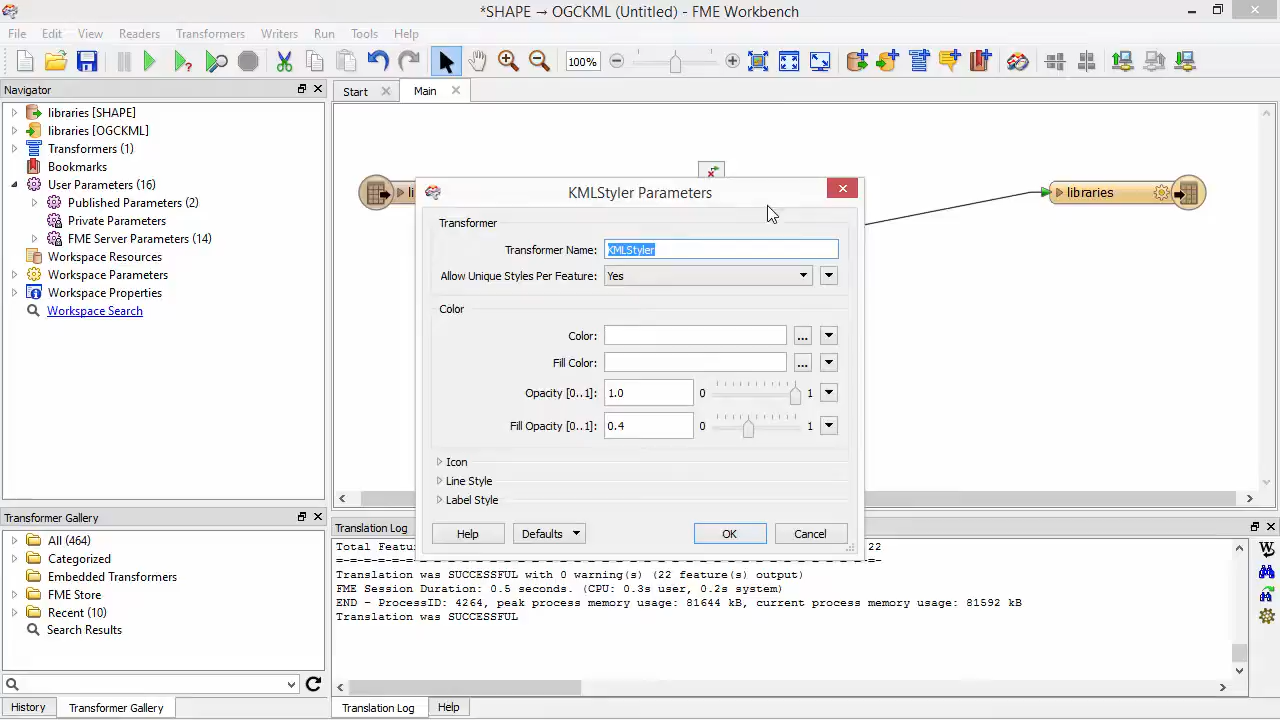 *SHAPE → OGCKML (Untitled) - FME Workbench
File Edit View Readers Transformers Writers Run Tools Help
100%
Navigator
Start Main
libraries [SHAPE]
libraries [OGCKML]
Transformers (1)
Bookmarks
User Parameters (16)
Published Parameters (2)
Private Parameters
FME Server Parameters (14)
Workspace Resources
Workspace Parameters
Workspace Properties
Workspace Search
li
libraries
KMLStyler Parameters
Transformer
Transformer Name: KMLStyler
Allow Unique Styles Per Feature: Yes
Color
Color: ...
Fill Color: ...
Opacity [0..1]: 1.0 0 1
Fill Opacity [0..1]: 0.4 0 1
Icon
Line Style
Label Style
Help Defaults OK Cancel
Transformer Gallery
All (464)
Categorized
Embedded Transformers
FME Store
Recent (10)
Search Results
History Transformer Gallery
Translation Log
Total Featu 22
Translation was SUCCESSFUL with 0 warning(s) (22 feature(s) output)
FME Session Duration: 0.5 seconds. (CPU: 0.3s user, 0.2s system)
END - ProcessID: 4264, peak process memory usage: 81644 kB, current process memory usage: 81592 kB
Translation was SUCCESSFUL
Translation Log Help